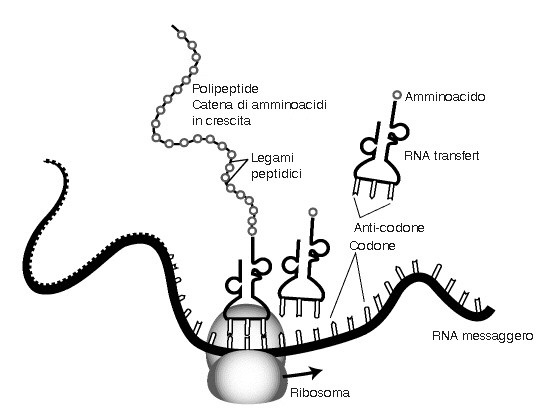 Polipeptide
Catena di amminoacidi
in crescita
Legami
peptidici
Amminoacido
RNA transfert
Anti-codone
Codone
RNA messaggero
Ribosoma